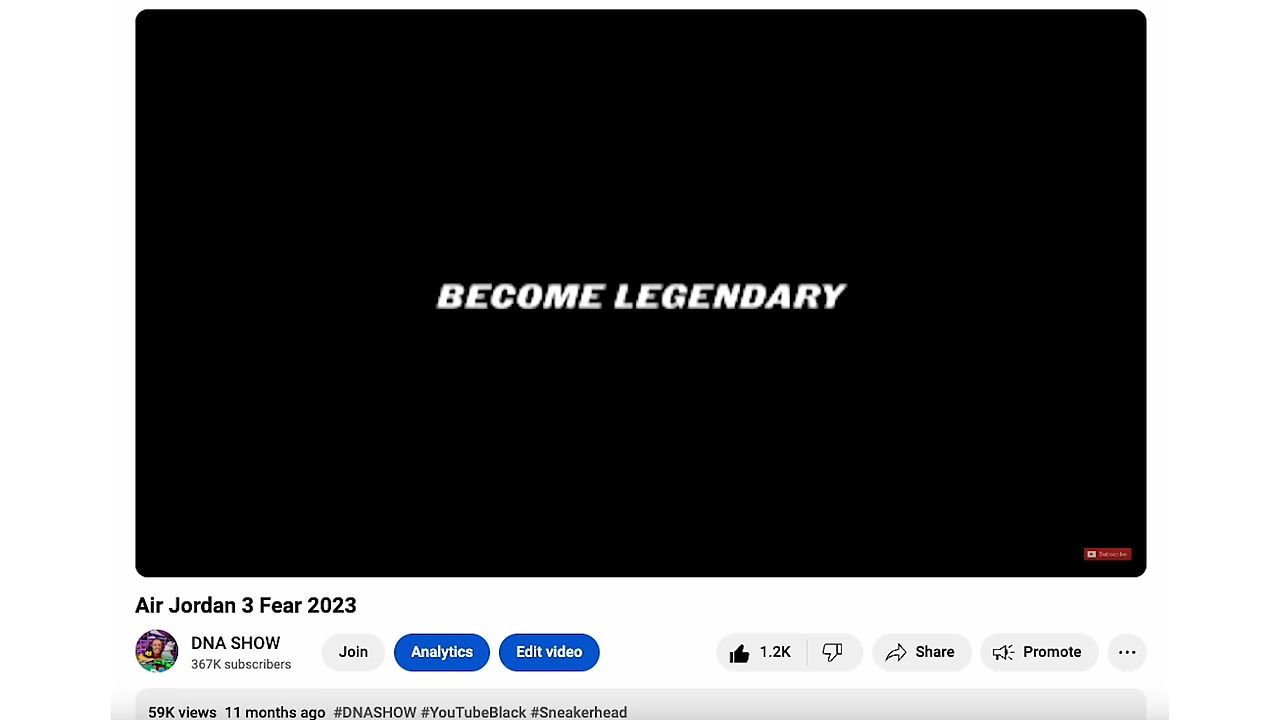 BECOME LEGENDARY
Subscribe
Air Jordan 3 Fear 2023
DNA SHOW
367K subscribers
Join
Analytics
Edit video
1.2K
Share
Promote
59K views 11 months ago #DNASHOW #YouTubeBlack #Sneakerhead